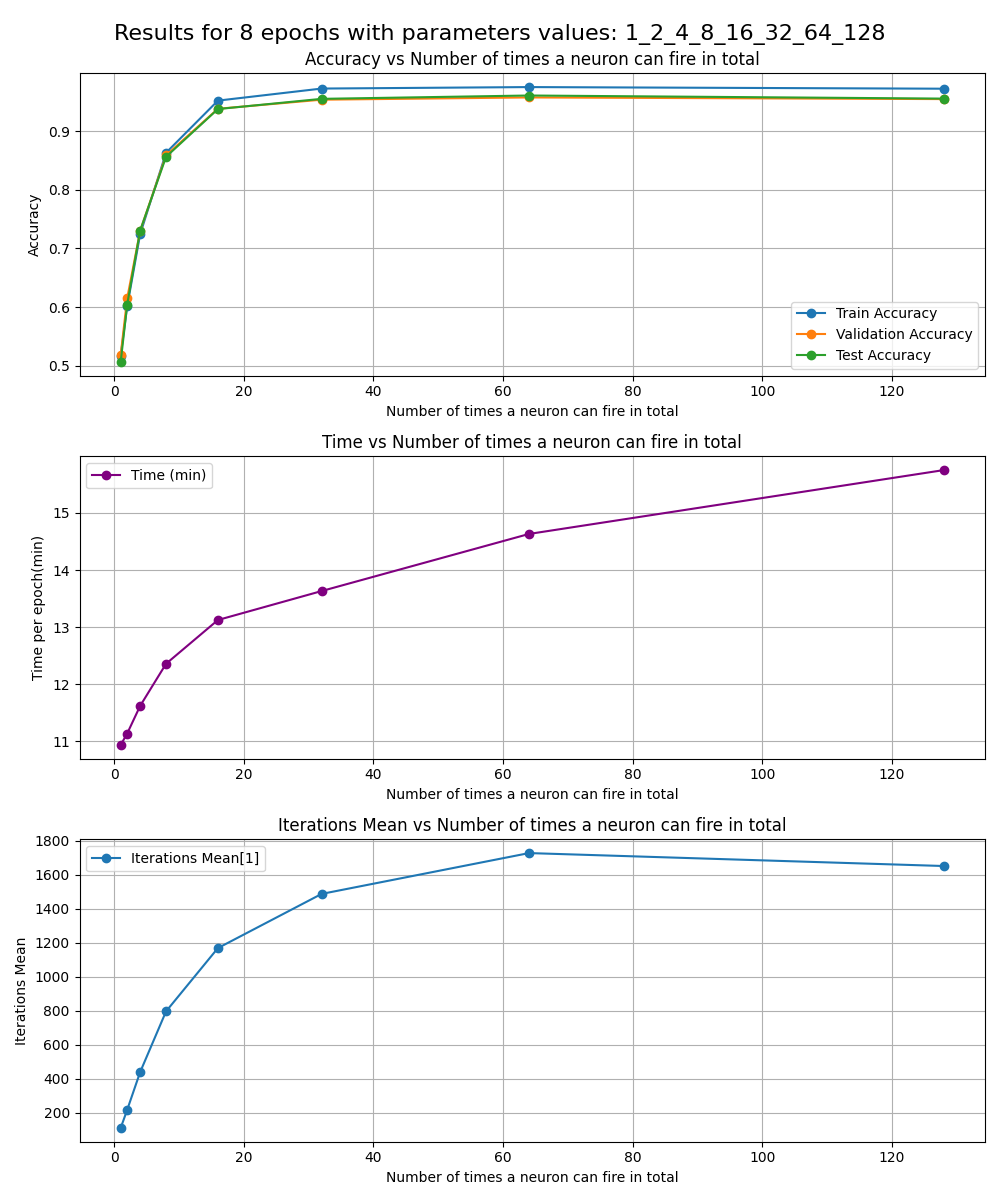 Results for 8 epochs with parameters values: 1_2_4_8_16_32_64_128
Accuracy vs Number of times a neuron can fire in total
0.9
0.8
0.7
0.6
0.5
Accuracy
Train Accuracy
Validation Accuracy
Test Accuracy
0 20 40 60 80 100 120
Number of times a neuron can fire in total
Time vs Number of times a neuron can fire in total
Time (min)
15
14
13
12
11
Time per epoch(min)
0 20 40 60 80 100 120
Number of times a neuron can fire in total
Iterations Mean vs Number of times a neuron can fire in total
Iterations Mean[1]
1800
1600
1400
1200
1000
800
600
400
200
Iterations Mean
0 20 40 60 80 100 120
Number of times a neuron can fire in total